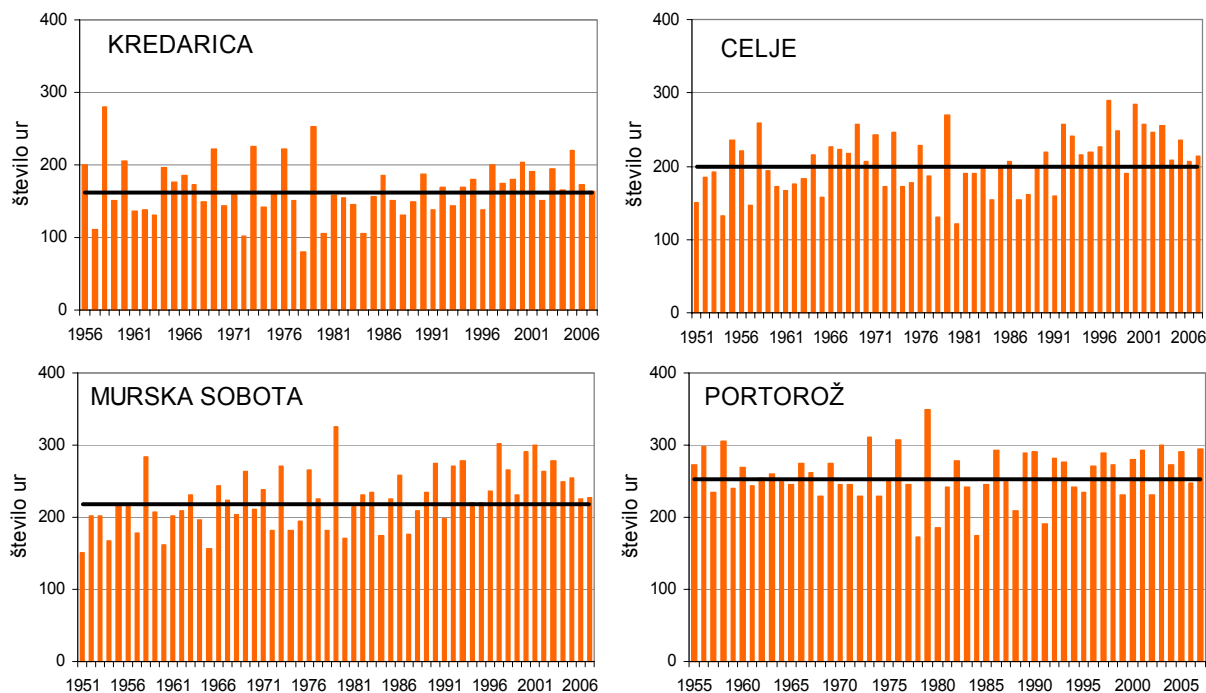 KREDARICA
število ur
400
300
200
100
0
1956 1961 1966 1971 1976 1981 1986 1991 1996 2001 2006
CELJE
število ur
400
300
200
100
0
1951 1956 1961 1966 1971 1976 1981 1986 1991 1996 2001 2006
MURSKA SOBOTA
število ur
400
300
200
100
0
1951 1956 1961 1966 1971 1976 1981 1986 1991 1996 2001 2006
PORTOROŽ
število ur
400
300
200
100
0
1955 1960 1965 1970 1975 1980 1985 1990 1995 2000 2005